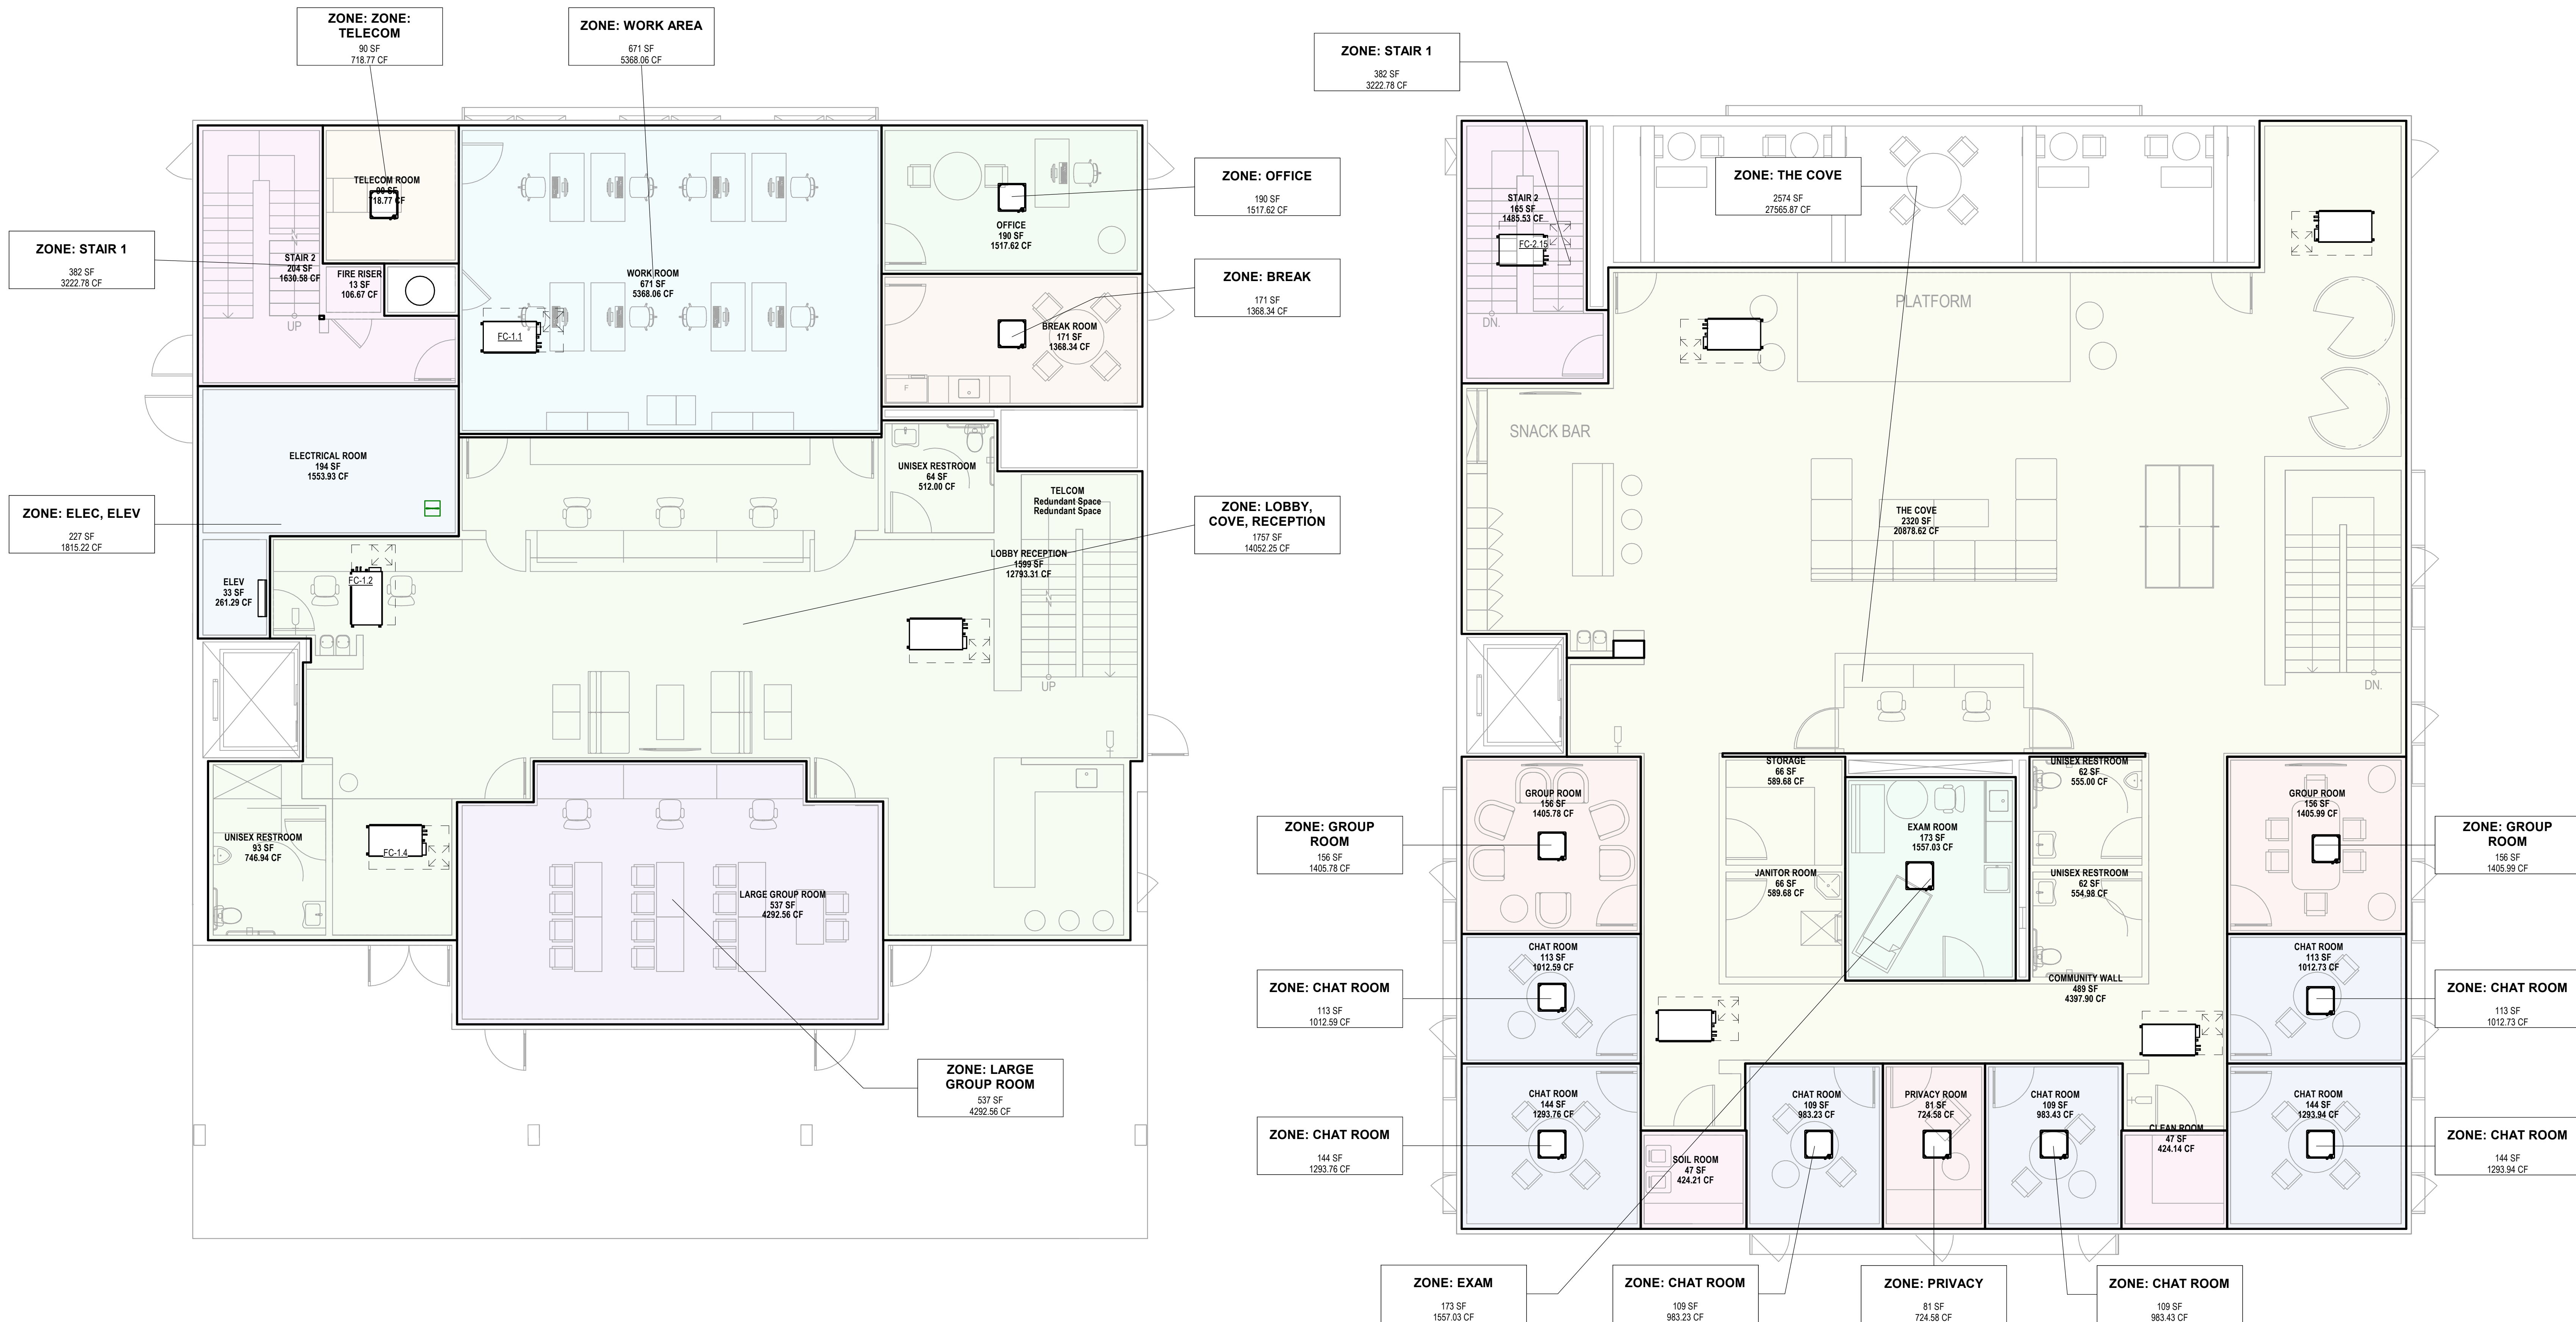 ZONE: ZONE:
TELECOM
90 SF
718.77 CF
ZONE: WORK AREA
671 SF
5368.06 CF
ZONE: STAIR 1
382 SF
3222.78 CF
ZONE: ELEC, ELEV
227 SF
1815.22 CF
ZONE: OFFICE
190 SF
1517.62 CF
ZONE: BREAK
171 SF
1368.34 CF
ZONE: LOBBY,
COVE, RECEPTION
1757 SF
14052.25 CF
ZONE: LARGE
GROUP ROOM
537 SF
4292.56 CF
TELECOM ROOM
90 SF
718.77 CF
STAIR 2
204 SF
1630.58 CF
FIRE RISER
13 SF
106.67 CF
UP
WORK ROOM
671 SF
5368.06 CF
FC-1.1
OFFICE
190 SF
1517.62 CF
BREAK ROOM
171 SF
1368.34 CF
F
ELECTRICAL ROOM
194 SF
1553.93 CF
UNISEX RESTROOM
64 SF
512.00 CF
TELCOM
Redundant Space
Redundant Space
LOBBY RECEPTION
1599 SF
12793.31 CF
ELEV
33 SF
261.29 CF
FC-1.2
UP
UNISEX RESTROOM
93 SF
746.94 CF
FC-1.4
LARGE GROUP ROOM
537 SF
4292.56 CF
ZONE: STAIR 1
382 SF
3222.78 CF
ZONE: THE COVE
2574 SF
27565.87 CF
STAIR 2
165 SF
1485.53 CF
FC-2.15
DN.
PLATFORM
SNACK BAR
THE COVE
2320 SF
20878.62 CF
DN.
STORAGE
66 SF
589.68 CF
UNISEX RESTROOM
62 SF
555.00 CF
GROUP ROOM
156 SF
1405.78 CF
EXAM ROOM
173 SF
1557.03 CF
GROUP ROOM
156 SF
1405.99 CF
JANITOR ROOM
66 SF
589.68 CF
UNISEX RESTROOM
62 SF
554.98 CF
CHAT ROOM
113 SF
1012.59 CF
COMMUNITY WALL
489 SF
4397.90 CF
CHAT ROOM
113 SF
1012.73 CF
CHAT ROOM
144 SF
1293.76 CF
SOIL ROOM
47 SF
424.21 CF
CHAT ROOM
109 SF
983.23 CF
PRIVACY ROOM
81 SF
724.58 CF
CHAT ROOM
109 SF
983.43 CF
CLEAN ROOM
47 SF
424.14 CF
CHAT ROOM
144 SF
1293.94 CF
ZONE: GROUP
ROOM
156 SF
1405.78 CF
ZONE: CHAT ROOM
113 SF
1012.59 CF
ZONE: CHAT ROOM
144 SF
1293.76 CF
ZONE: GROUP
ROOM
156 SF
1405.99 CF
ZONE: CHAT ROOM
113 SF
1012.73 CF
ZONE: CHAT ROOM
144 SF
1293.94 CF
ZONE: EXAM
173 SF
1557.03 CF
ZONE: CHAT ROOM
109 SF
983.23 CF
ZONE: PRIVACY
81 SF
724.58 CF
ZONE: CHAT ROOM
109 SF
983.43 CF